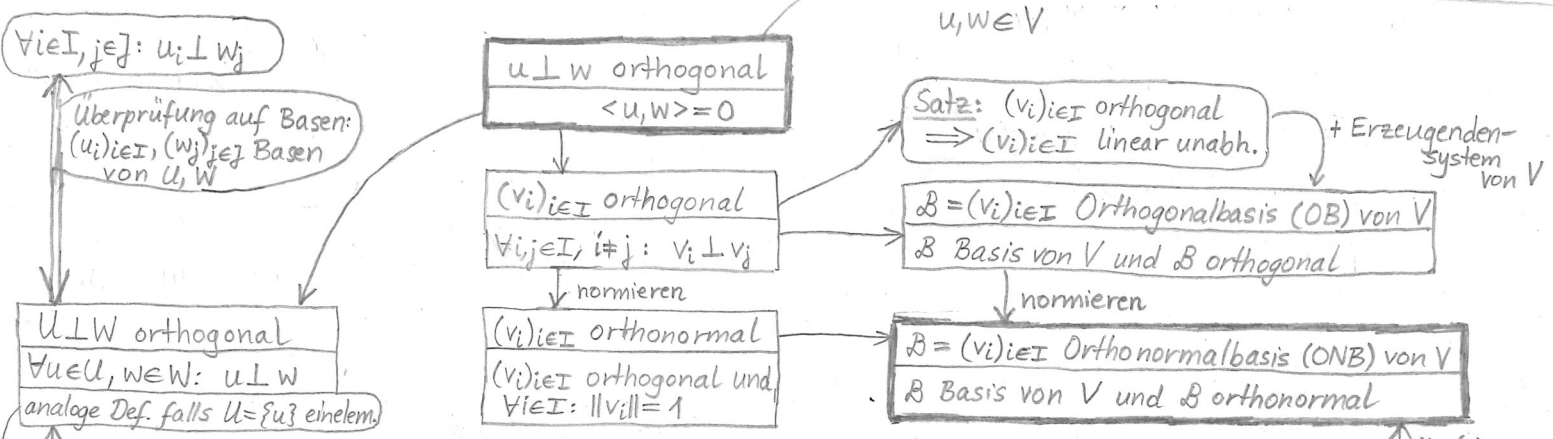 ∀i∈I, j∈J: uᵢ ⊥ wⱼ
Überprüfung auf Basen:
(uᵢ)i∈I, (wⱼ)j∈J Basen
von U, W
U⊥W orthogonal
∀u∈U, w∈W: u⊥w
analoge Def. falls U={u} einelem.
u,w∈V
u⊥w orthogonal
<u,w>=0
(vᵢ)i∈I orthogonal
∀i,j∈I, i≠j: vᵢ⊥vⱼ
normieren
(vᵢ)i∈I orthonormal
(vᵢ)i∈I orthogonal und
∀i∈I: ||vᵢ||=1
Satz: (vᵢ)i∈I orthogonal
⟹ (vᵢ)i∈I linear unabh.
+ Erzeugenden-
system
von V
B=(vᵢ)i∈I Orthogonalbasis (OB) von V
B Basis von V und B orthogonal
normieren
B=(vᵢ)i∈I Orthonormalbasis (ONB) von V
B Basis von V und B orthonormal